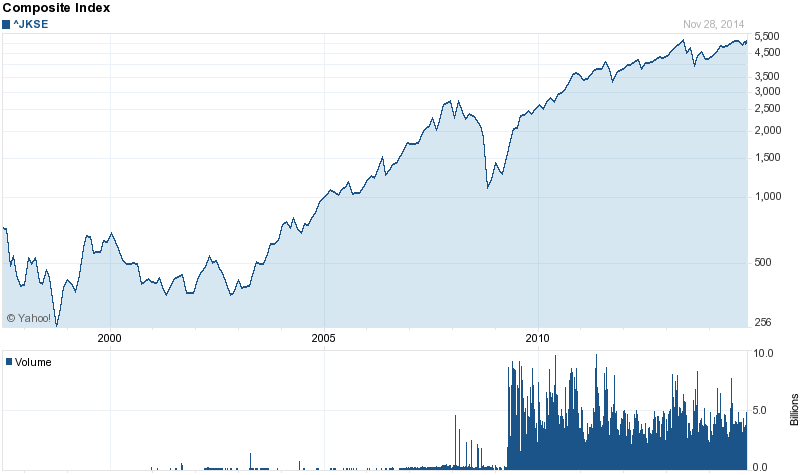 Composite Index
^JKSE
Nov 28, 2014
5,500
4,500
3,500
3,000
2,500
2,000
1,500
1,000
500
256
© Yahoo!
2000 2005 2010
Volume
10.0
5.0
0.0
Billions